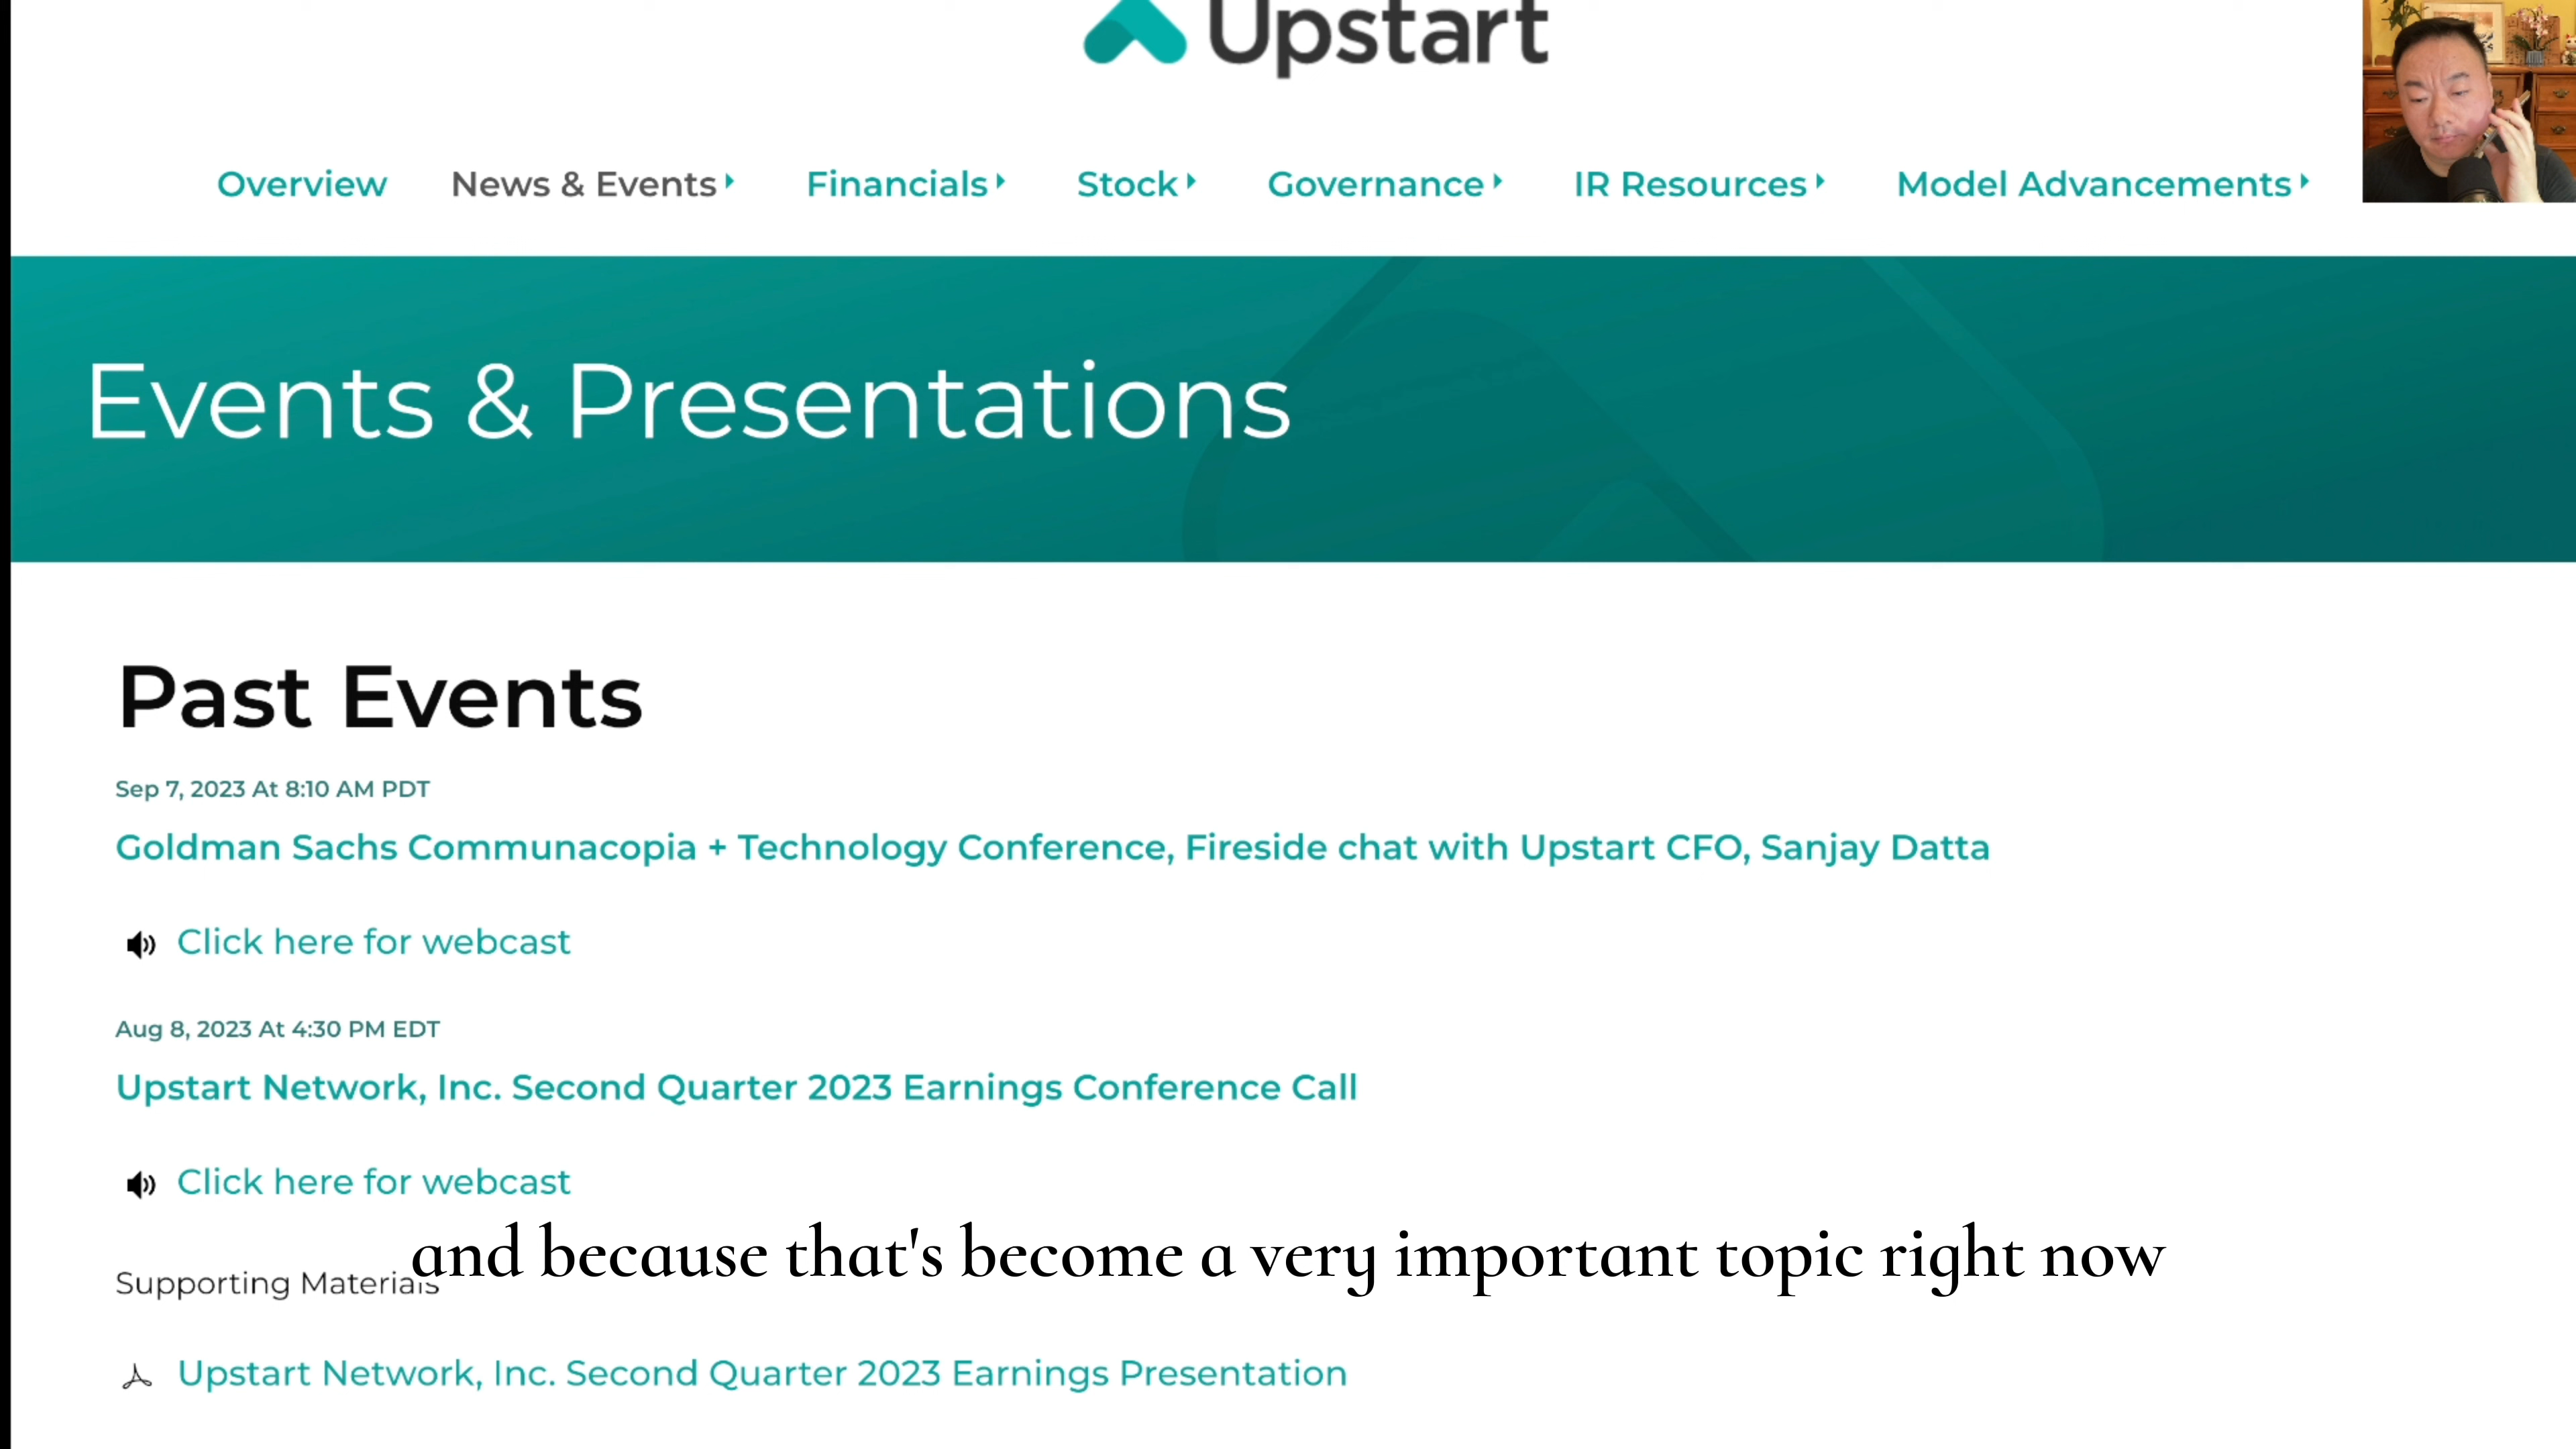 Upstart
Overview
News & Events
Financials
Stock
Governance
IR Resources
Model Advancements
Events & Presentations
Past Events
Sep 7, 2023 At 8:10 AM PDT
Goldman Sachs Communacopia + Technology Conference, Fireside chat with Upstart CFO, Sanjay Datta
Click here for webcast
Aug 8, 2023 At 4:30 PM EDT
Upstart Network, Inc. Second Quarter 2023 Earnings Conference Call
Click here for webcast
and because that's become a very important topic right now
Supporting Materials
Upstart Network, Inc. Second Quarter 2023 Earnings Presentation